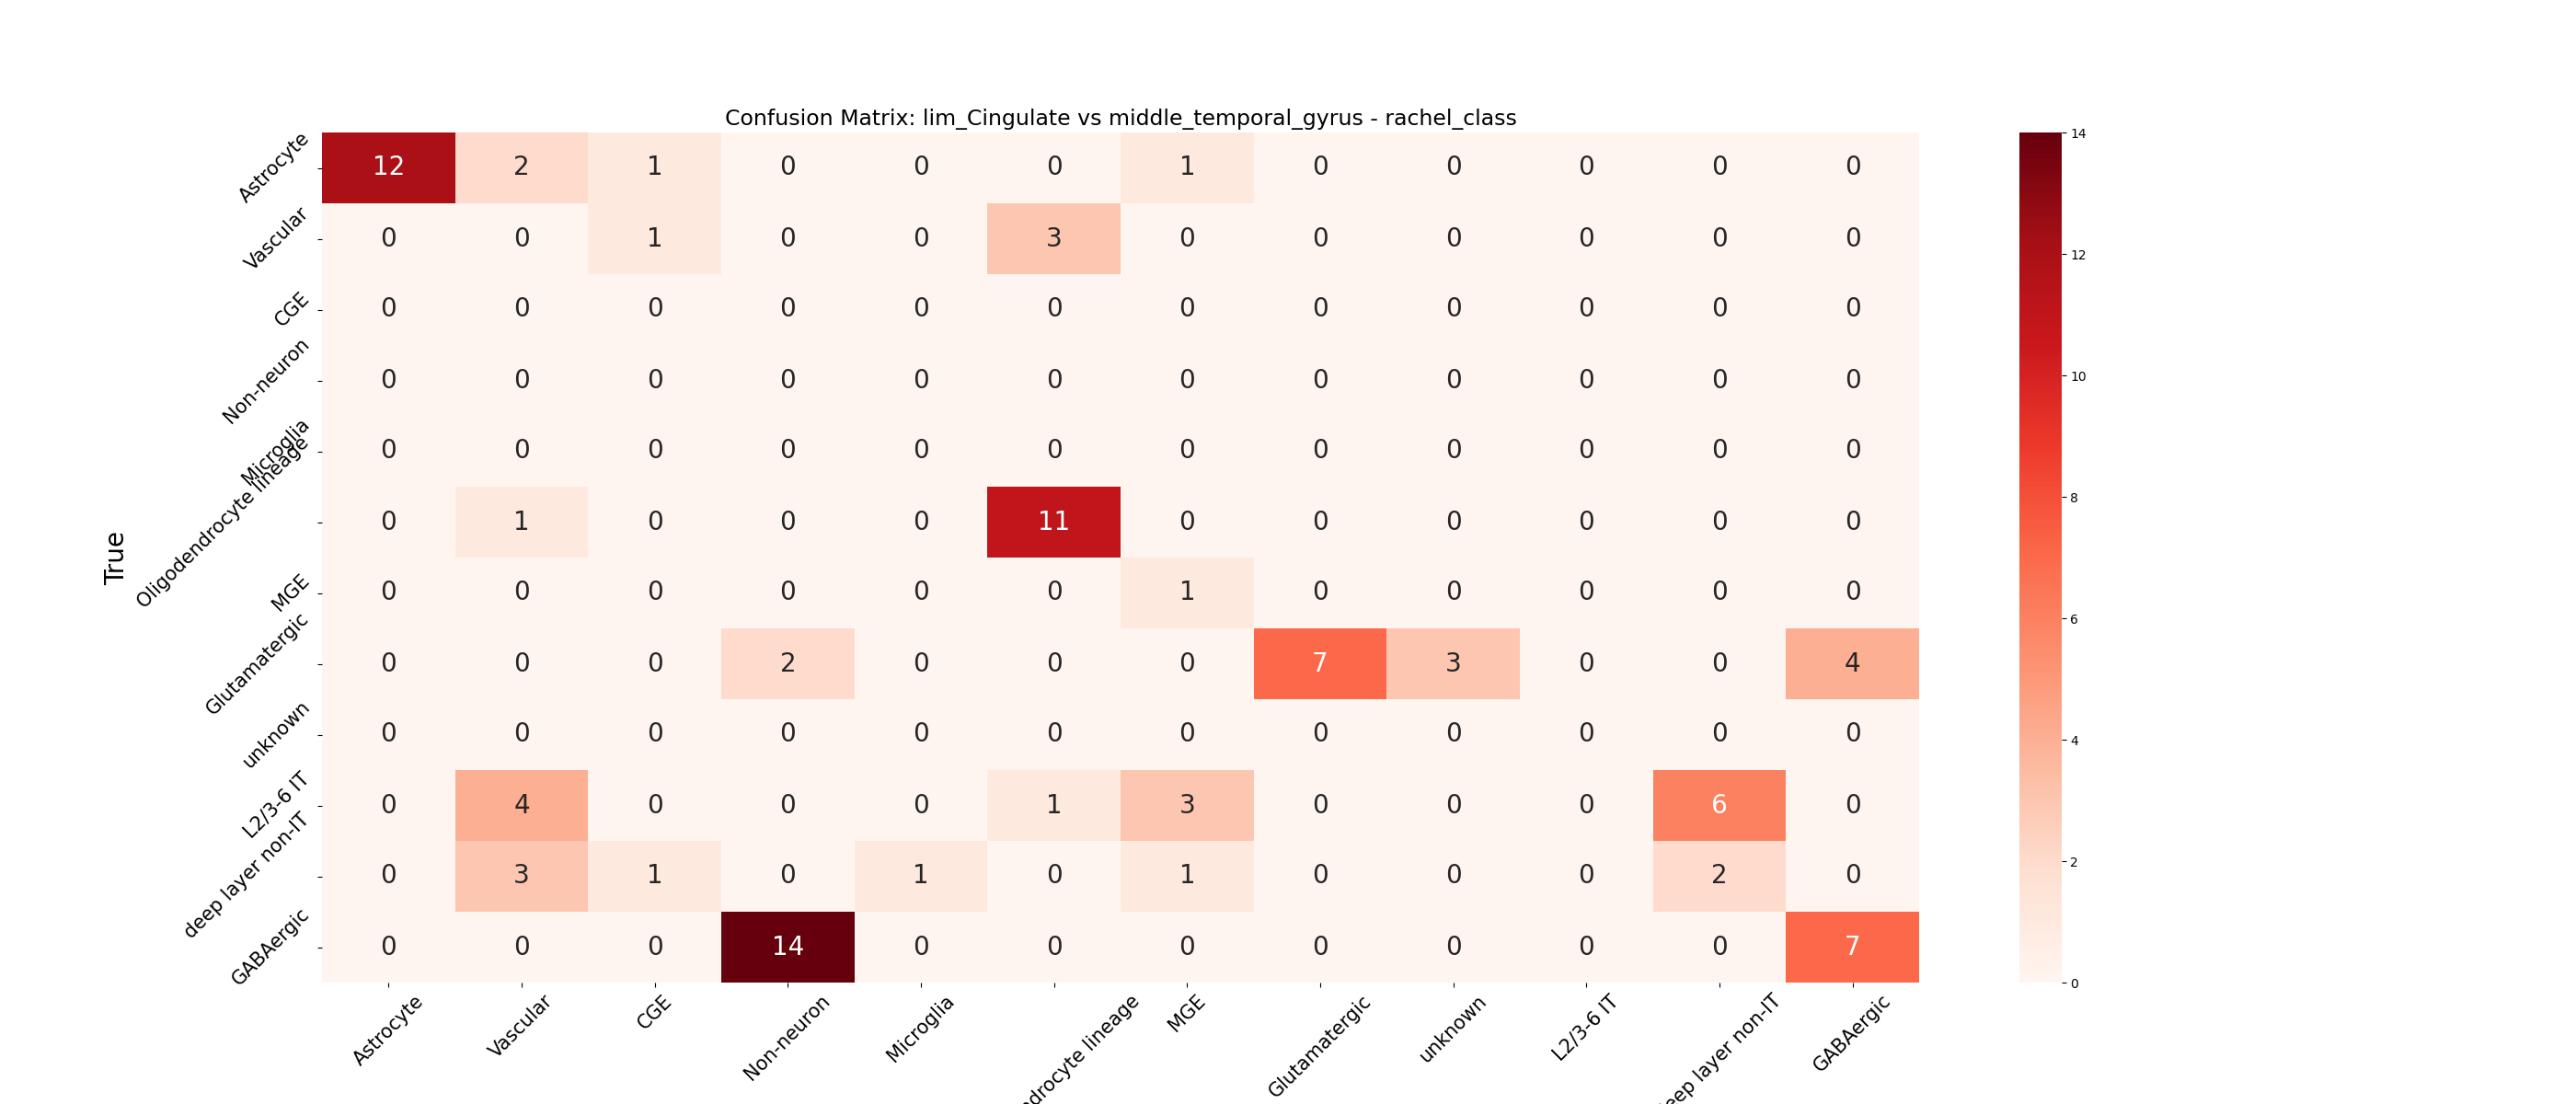 Confusion Matrix: lim_Cingulate vs middle_temporal_gyrus - rachel_class
True
Astrocyte 12 2 1 0 0 0 1 0 0 0 0 0
Vascular 0 0 1 0 0 3 0 0 0 0 0 0
CGE 0 0 0 0 0 0 0 0 0 0 0 0
Non-neuron 0 0 0 0 0 0 0 0 0 0 0 0
Microglia 0 0 0 0 0 0 0 0 0 0 0 0
Oligodendrocyte lineage 0 1 0 0 0 11 0 0 0 0 0 0
MGE 0 0 0 0 0 0 1 0 0 0 0 0
Glutamatergic 0 0 0 2 0 0 0 7 3 0 0 4
unknown 0 0 0 0 0 0 0 0 0 0 0 0
L2/3-6 IT 0 4 0 0 0 1 3 0 0 0 6 0
deep layer non-IT 0 3 1 0 1 0 1 0 0 0 2 0
GABAergic 0 0 0 14 0 0 0 0 0 0 0 7
Astrocyte Vascular CGE Non-neuron Microglia ndrocyte lineage MGE Glutamatergic unknown L2/3-6 IT eep layer non-IT GABAergic
14
12
10
8
6
4
2
0